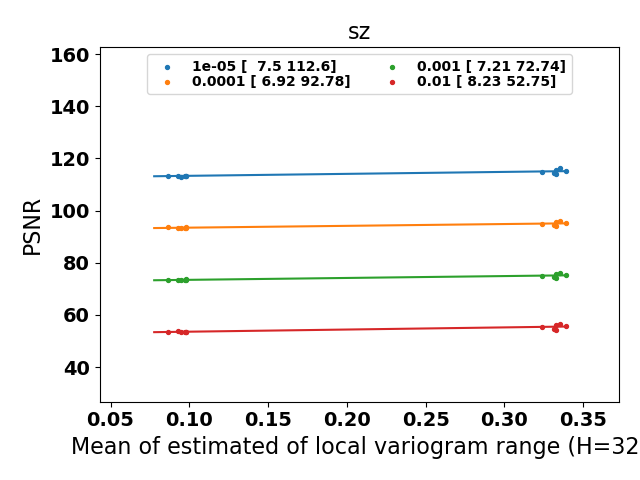 sz
1e-05 [  7.5 112.6]
0.0001 [ 6.92 92.78]
0.001 [ 7.21 72.74]
0.01 [ 8.23 52.75]
160
140
120
100
80
60
40
PSNR
0.05 0.10 0.15 0.20 0.25 0.30 0.35
Mean of estimated of local variogram range (H=32